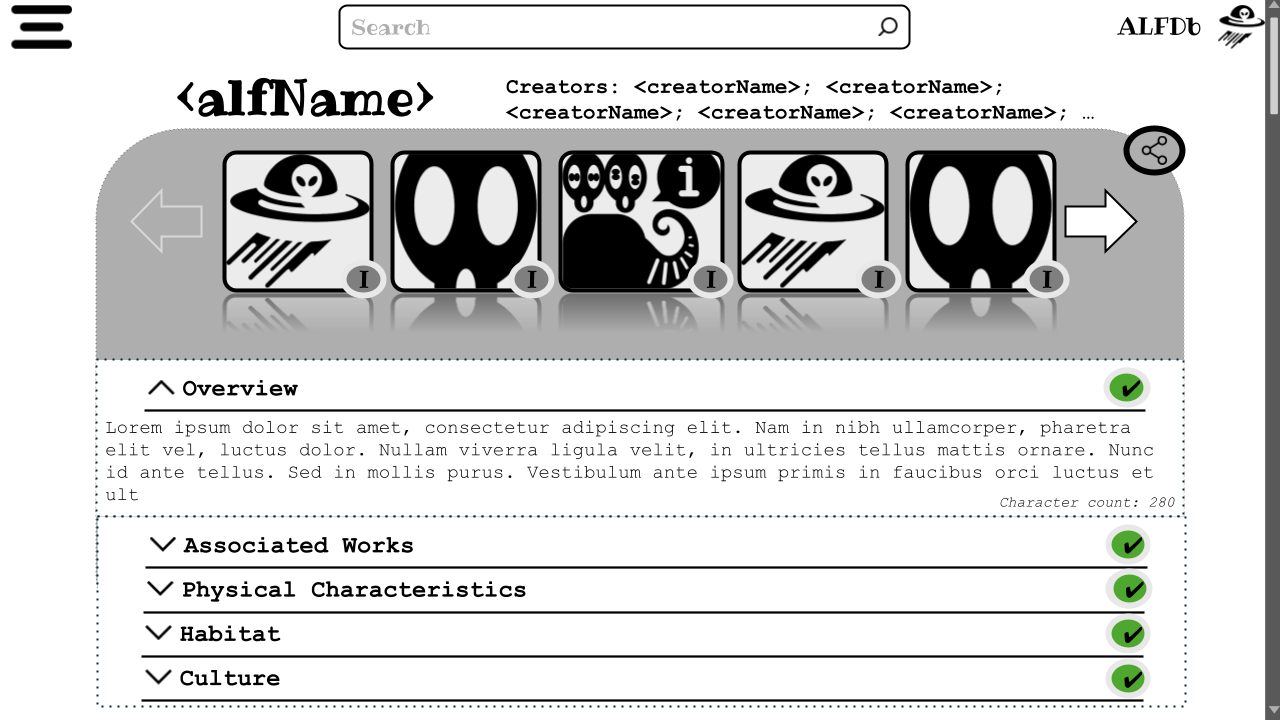 Search
ALFDb
<alfName>
Creators: <creatorName>; <creatorName>;
<creatorName>; <creatorName>; <creatorName>; …
i
I
I
I
I
I
Overview
Lorem ipsum dolor sit amet, consectetur adipiscing elit. Nam in nibh ullamcorper, pharetra
elit vel, luctus dolor. Nullam viverra ligula velit, in ultricies tellus mattis ornare. Nunc
id ante tellus. Sed in mollis purus. Vestibulum ante ipsum primis in faucibus orci luctus et
ult
Character count: 280
Associated Works
Physical Characteristics
Habitat
Culture